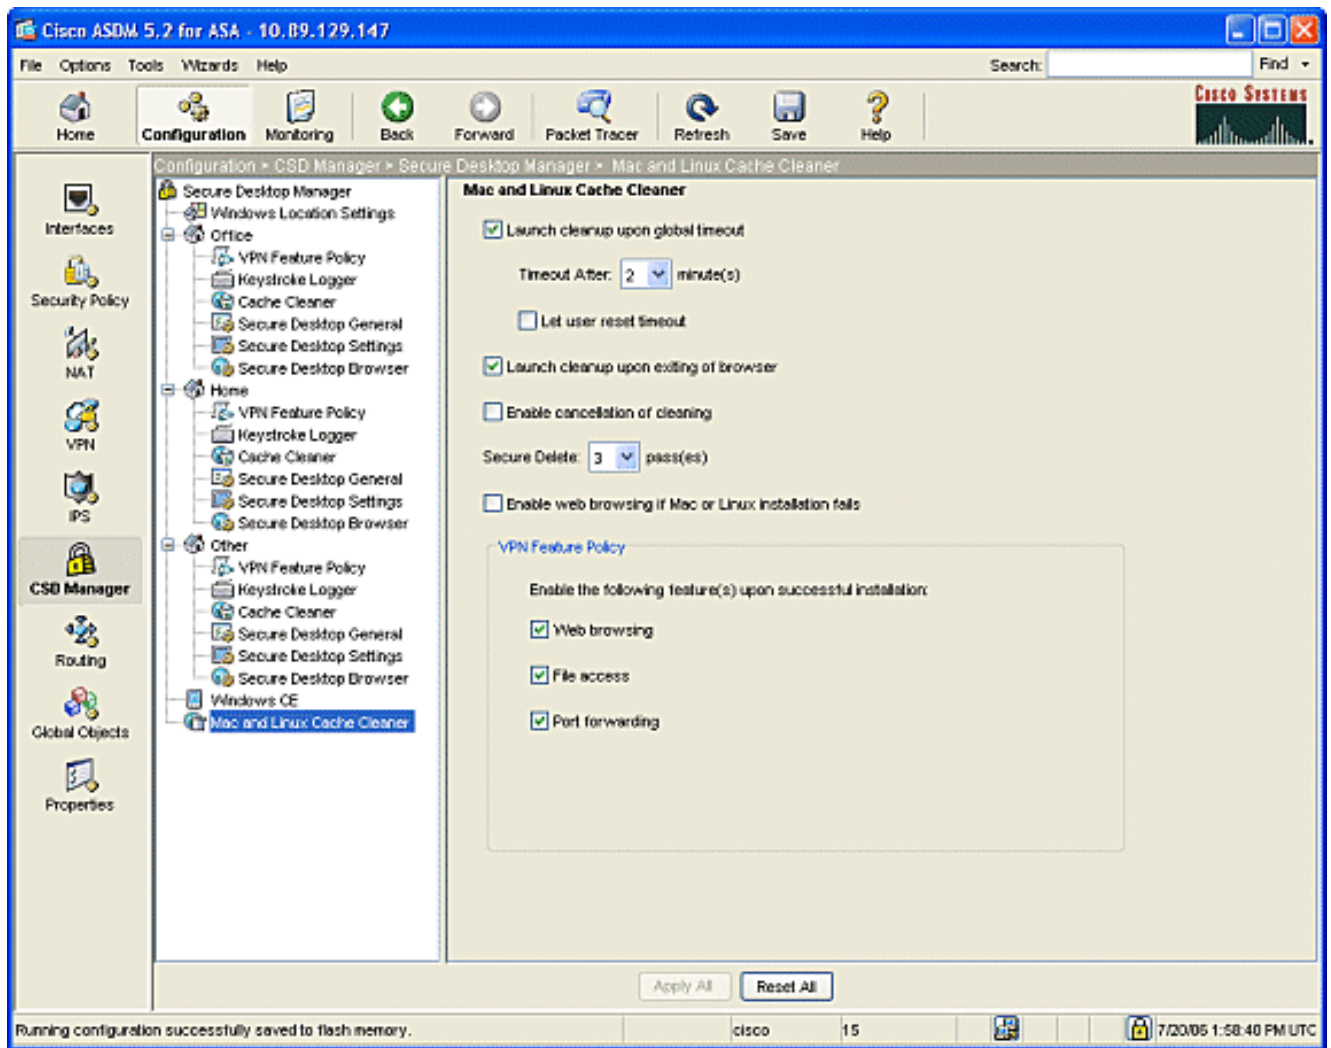 Cisco ASDM 5.2 for ASA - 10.89.129.147
File Options Tools Wizards Help Search: Find
Home Configuration Monitoring Back Forward Packet Tracer Refresh Save Help
CISCO SYSTEMS
Configuration > CSD Manager > Secure Desktop Manager > Mac and Linux Cache Cleaner
Interfaces
Security Policy
NAT
VPN
IPS
CSD Manager
Routing
Global Objects
Properties
Secure Desktop Manager
Windows Location Settings
Office
VPN Feature Policy
Keystroke Logger
Cache Cleaner
Secure Desktop General
Secure Desktop Settings
Secure Desktop Browser
Home
VPN Feature Policy
Keystroke Logger
Cache Cleaner
Secure Desktop General
Secure Desktop Settings
Secure Desktop Browser
Other
VPN Feature Policy
Keystroke Logger
Cache Cleaner
Secure Desktop General
Secure Desktop Settings
Secure Desktop Browser
Windows CE
Mac and Linux Cache Cleaner
Mac and Linux Cache Cleaner
Launch cleanup upon global timeout
Timeout After: 2 minute(s)
Let user reset timeout
Launch cleanup upon exiting of browser
Enable cancellation of cleaning
Secure Delete: 3 pass(es)
Enable web browsing if Mac or Linux installation fails
VPN Feature Policy
Enable the following feature(s) upon successful installation:
Web browsing
File access
Port forwarding
Apply All Reset All
Running configuration successfully saved to flash memory. cisco 15 7/20/06 1:58:40 PM UTC